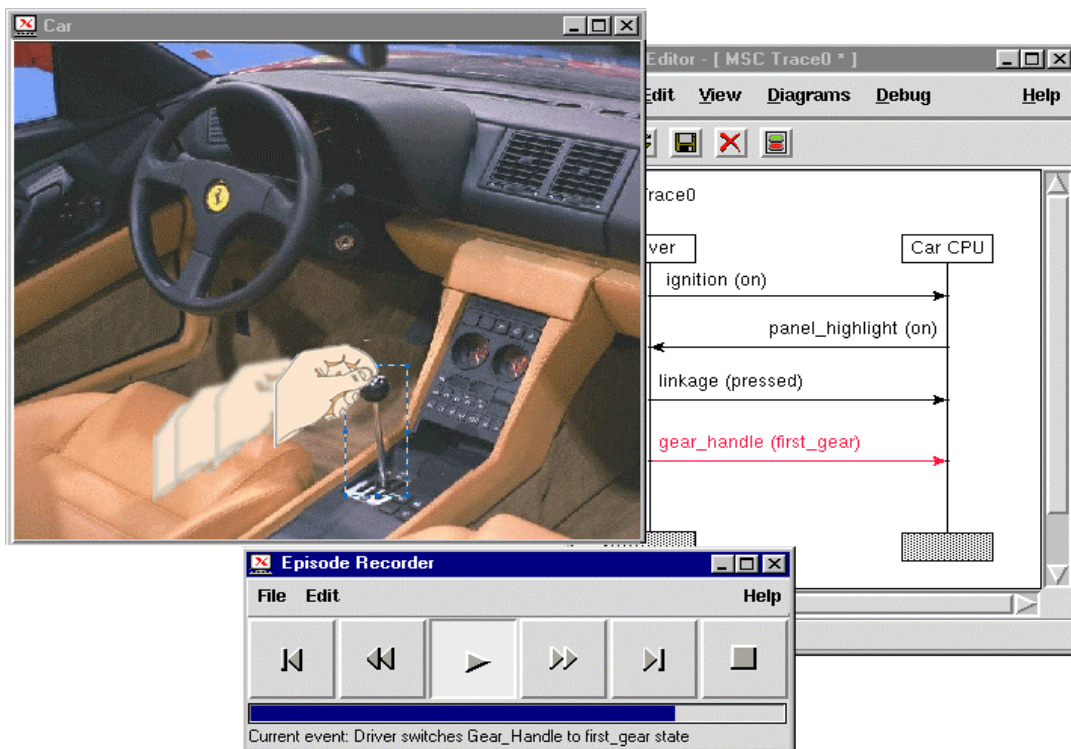 Car
Editor - [ MSC Trace0 * ]
Edit View Diagrams Debug Help
Trace0
ver
Car CPU
ignition (on)
panel_highlight (on)
linkage (pressed)
gear_handle (first_gear)
Episode Recorder
File Edit Help
Current event: Driver switches Gear_Handle to first_gear state